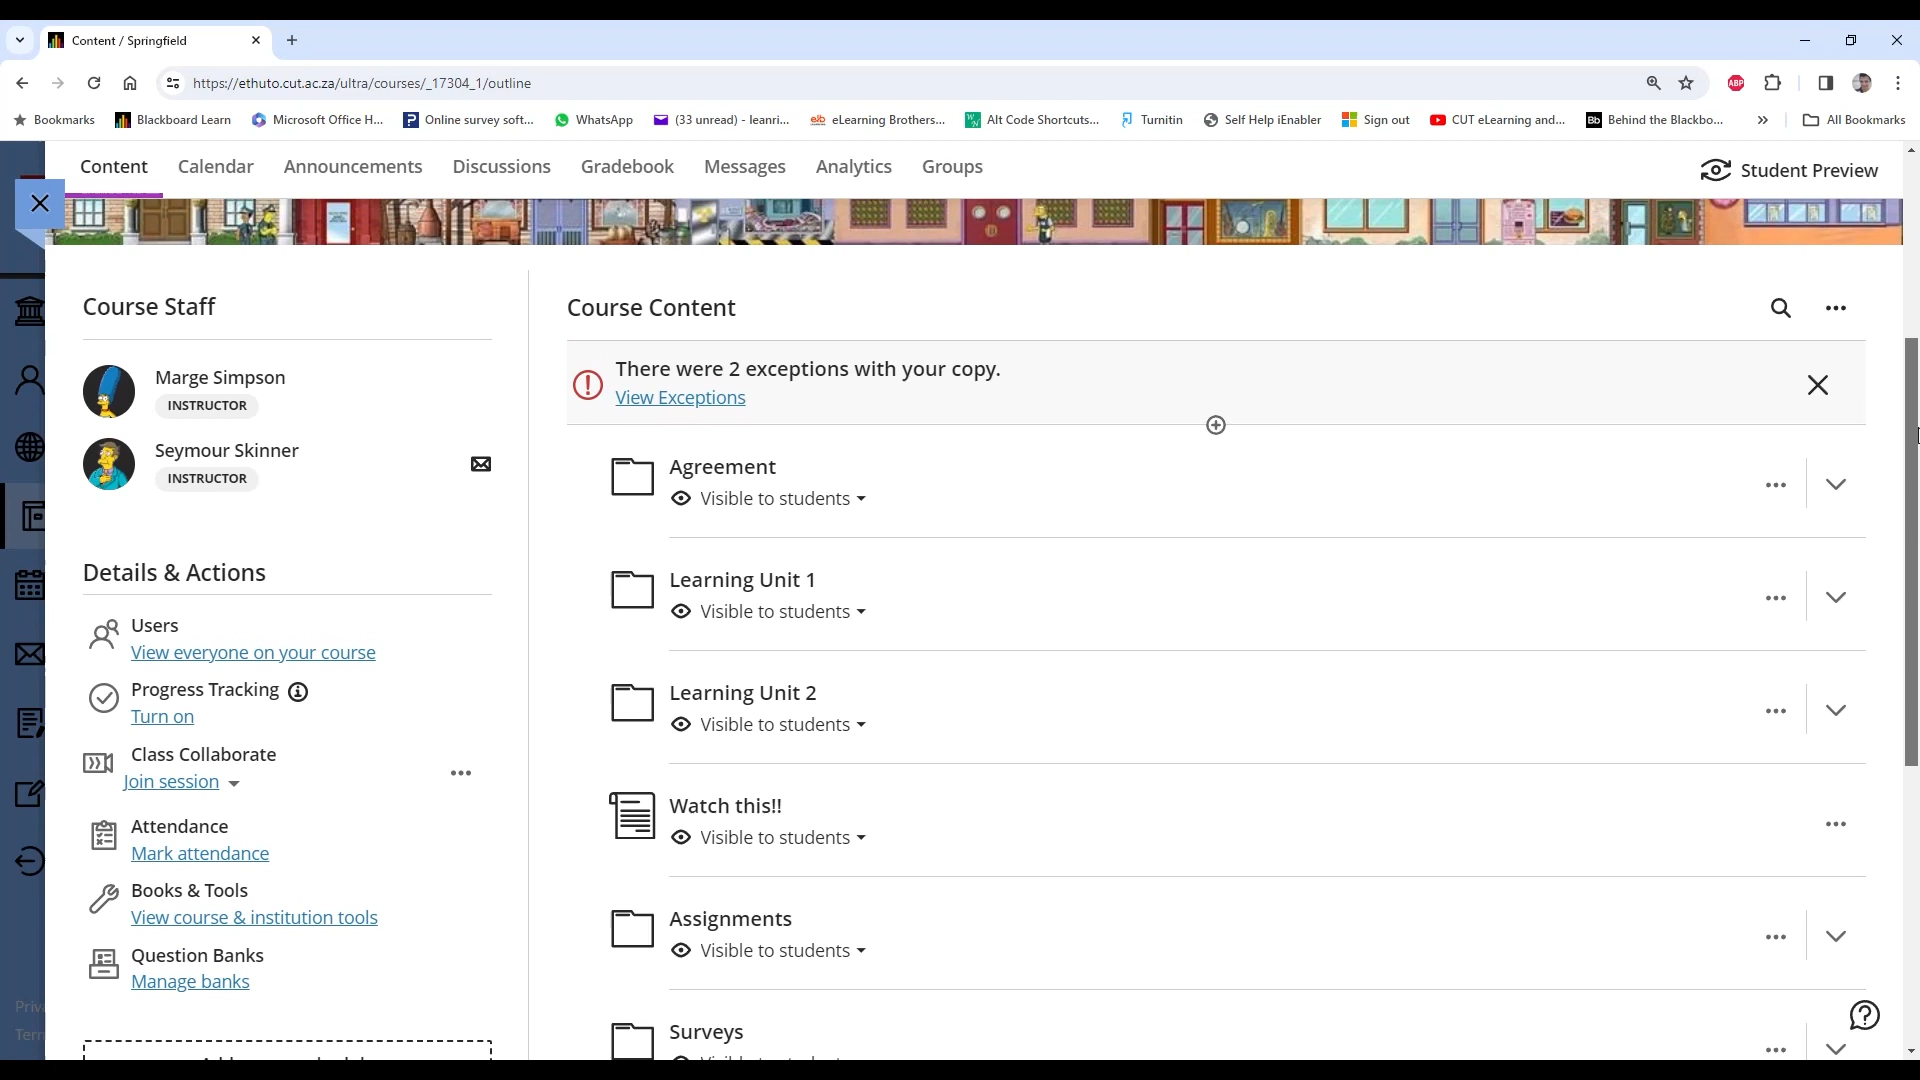 Content / Springfield
https://ethuto.cut.ac.za/ultra/courses/_17304_1/outline
ABP
Bookmarks
Blackboard Learn
Microsoft Office H...
Online survey soft...
WhatsApp
(33 unread) - leanri...
elb eLearning Brothers...
Alt Code Shortcuts...
Turnitin
Self Help iEnabler
Sign out
CUT eLearning and...
Bb Behind the Blackbo...
All Bookmarks
Content
Calendar
Announcements
Discussions
Gradebook
Messages
Analytics
Groups
Student Preview
Course Staff
Marge Simpson
INSTRUCTOR
Seymour Skinner
INSTRUCTOR
Details & Actions
Users
View everyone on your course
Progress Tracking
Turn on
Class Collaborate
Join session
Attendance
Mark attendance
Books & Tools
View course & institution tools
Question Banks
Manage banks
Course Content
There were 2 exceptions with your copy.
View Exceptions
Agreement
Visible to students
Learning Unit 1
Visible to students
Learning Unit 2
Visible to students
Watch this!!
Visible to students
Assignments
Visible to students
Surveys
Priv
Tern